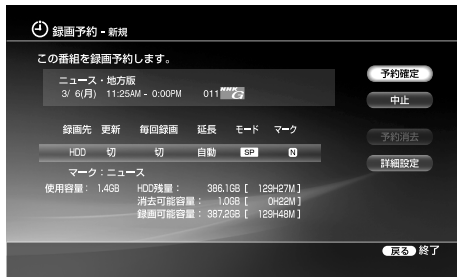 録画予約 - 新規
この番組を録画予約します。
ニュース・地方版
3/ 6(月) 11:25AM - 0:00PM 011 NHK G
予約確定
中止
予約消去
詳細設定
録画先 更新 毎回録画 延長 モード マーク
HDD 切 切 自動 SP N
マーク：ニュース
使用容量： 1.4GB HDD残量： 386.1GB [ 129H27M ]
消去可能容量： 1.0GB [ 0H22M ]
録画可能容量： 387.2GB [ 129H48M ]
戻る 終了